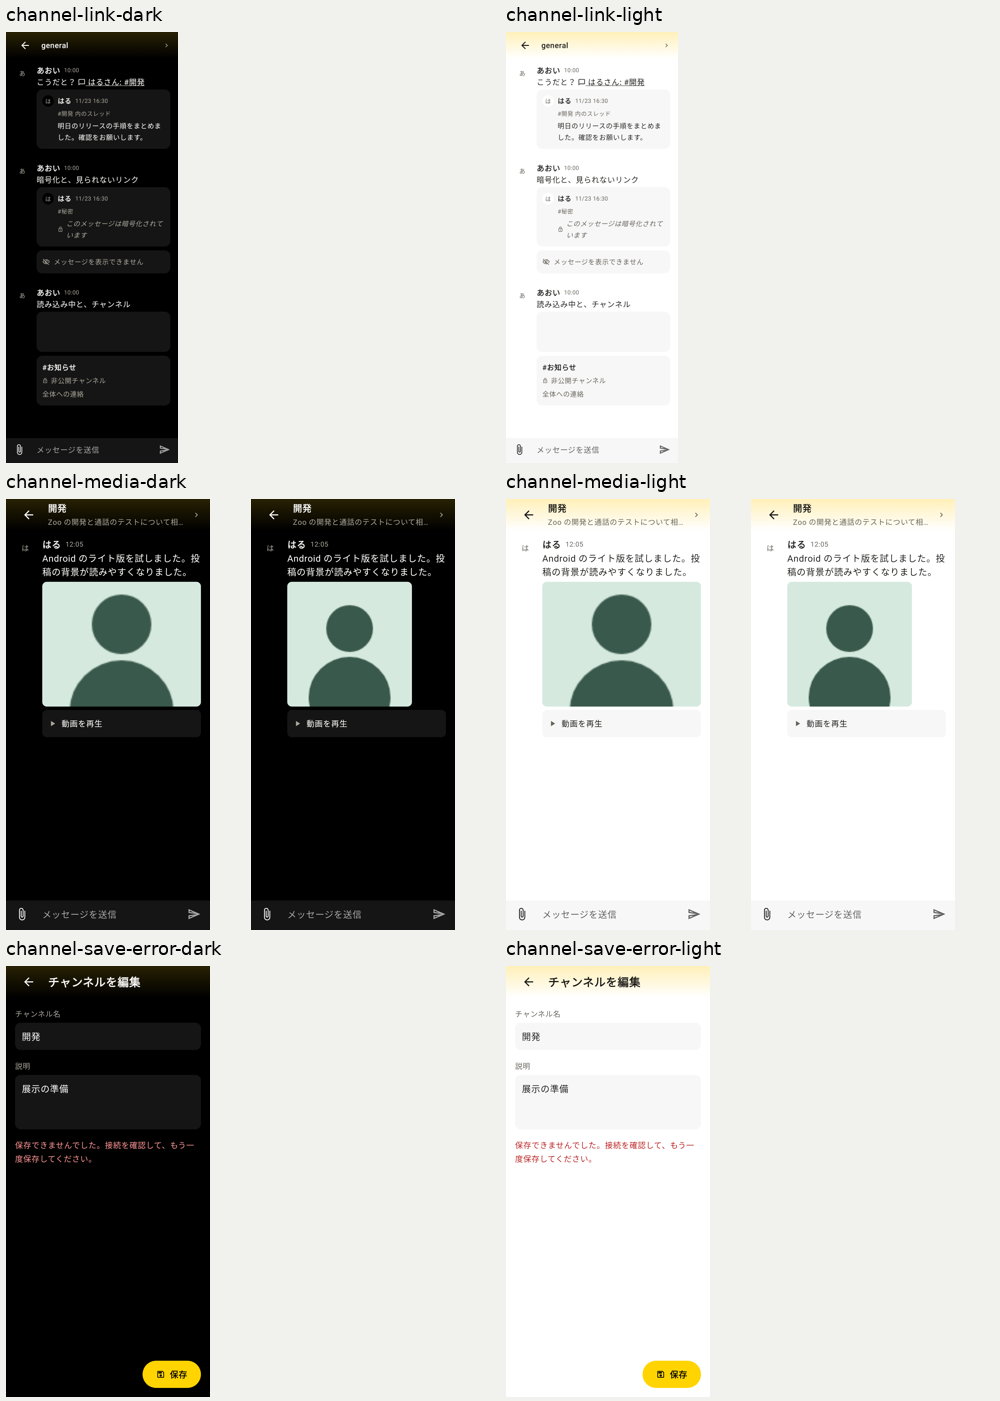 channel-link-dark
general
あ
あおい 10:00
こうだと？ はるさん: #開発
は
はる 11/23 16:30
#開発 内のスレッド
明日のリリースの手順をまとめま
した。確認をお願いします。
あ
あおい 10:00
暗号化と、見られないリンク
は
はる 11/23 16:30
#秘密
このメッセージは暗号化されて
います
メッセージを表示できません
あ
あおい 10:00
読み込み中と、チャンネル
#お知らせ
非公開チャンネル
全体への連絡
メッセージを送信
channel-link-light
general
あ
あおい 10:00
こうだと？ はるさん: #開発
は
はる 11/23 16:30
#開発 内のスレッド
明日のリリースの手順をまとめま
した。確認をお願いします。
あ
あおい 10:00
暗号化と、見られないリンク
は
はる 11/23 16:30
#秘密
このメッセージは暗号化されて
います
メッセージを表示できません
あ
あおい 10:00
読み込み中と、チャンネル
#お知らせ
非公開チャンネル
全体への連絡
メッセージを送信
channel-media-dark
開発
Zoo の開発と通話のテストについて相…
は
はる 12:05
Android のライト版を試しました。投
稿の背景が読みやすくなりました。
動画を再生
メッセージを送信
開発
Zoo の開発と通話のテストについて相…
は
はる 12:05
Android のライト版を試しました。投
稿の背景が読みやすくなりました。
動画を再生
メッセージを送信
channel-media-light
開発
Zoo の開発と通話のテストについて相…
は
はる 12:05
Android のライト版を試しました。投
稿の背景が読みやすくなりました。
動画を再生
メッセージを送信
開発
Zoo の開発と通話のテストについて相…
は
はる 12:05
Android のライト版を試しました。投
稿の背景が読みやすくなりました。
動画を再生
メッセージを送信
channel-save-error-dark
チャンネルを編集
チャンネル名
開発
説明
展示の準備
保存できませんでした。接続を確認して、もう一
度保存してください。
保存
channel-save-error-light
チャンネルを編集
チャンネル名
開発
説明
展示の準備
保存できませんでした。接続を確認して、もう一
度保存してください。
保存